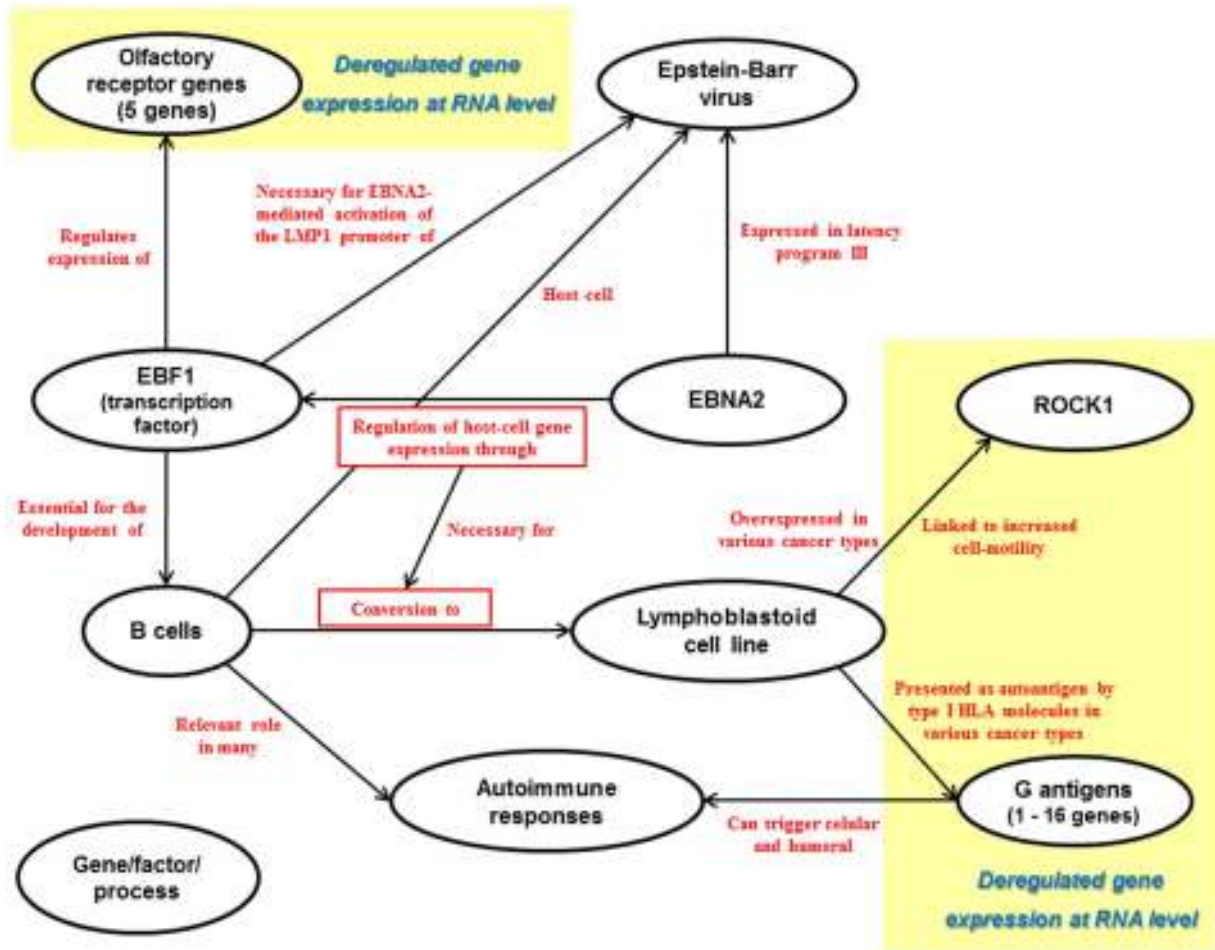 Olfactory
receptor genes
(5 genes)
Deregulated gene
expression at RNA level
Epstein-Barr
virus
Necessary for EBNA2-
mediated activation of
the LMP1 promoter of
Regulates
expression of
Expressed in latency
program III
Host cell
EBF1
(transcription
factor)
EBNA2
ROCK1
Regulation of host-cell gene
expression through
Essential for the
development of
Necessary for
Overexpressed in
various cancer types
Linked to increased
cell-motility
B cells
Conversion to
Lymphoblastoid
cell line
Presented as autoantigen by
type I HLA molecules in
various cancer types
Relevant role
in many
Autoimmune
responses
G antigens
(1 - 16 genes)
Can trigger celular
and humeral
Gene/factor/
process
Deregulated gene
expression at RNA level